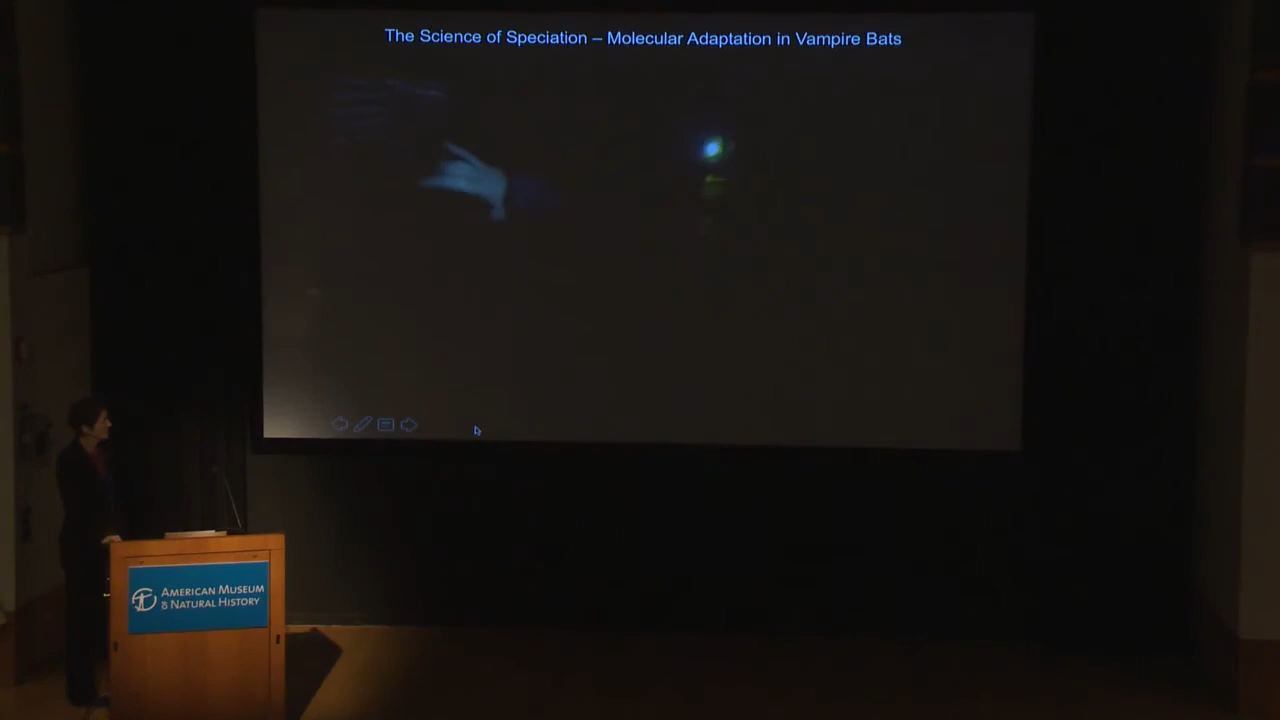 The Science of Speciation – Molecular Adaptation in Vampire Bats
AMERICAN MUSEUM
& NATURAL HISTORY